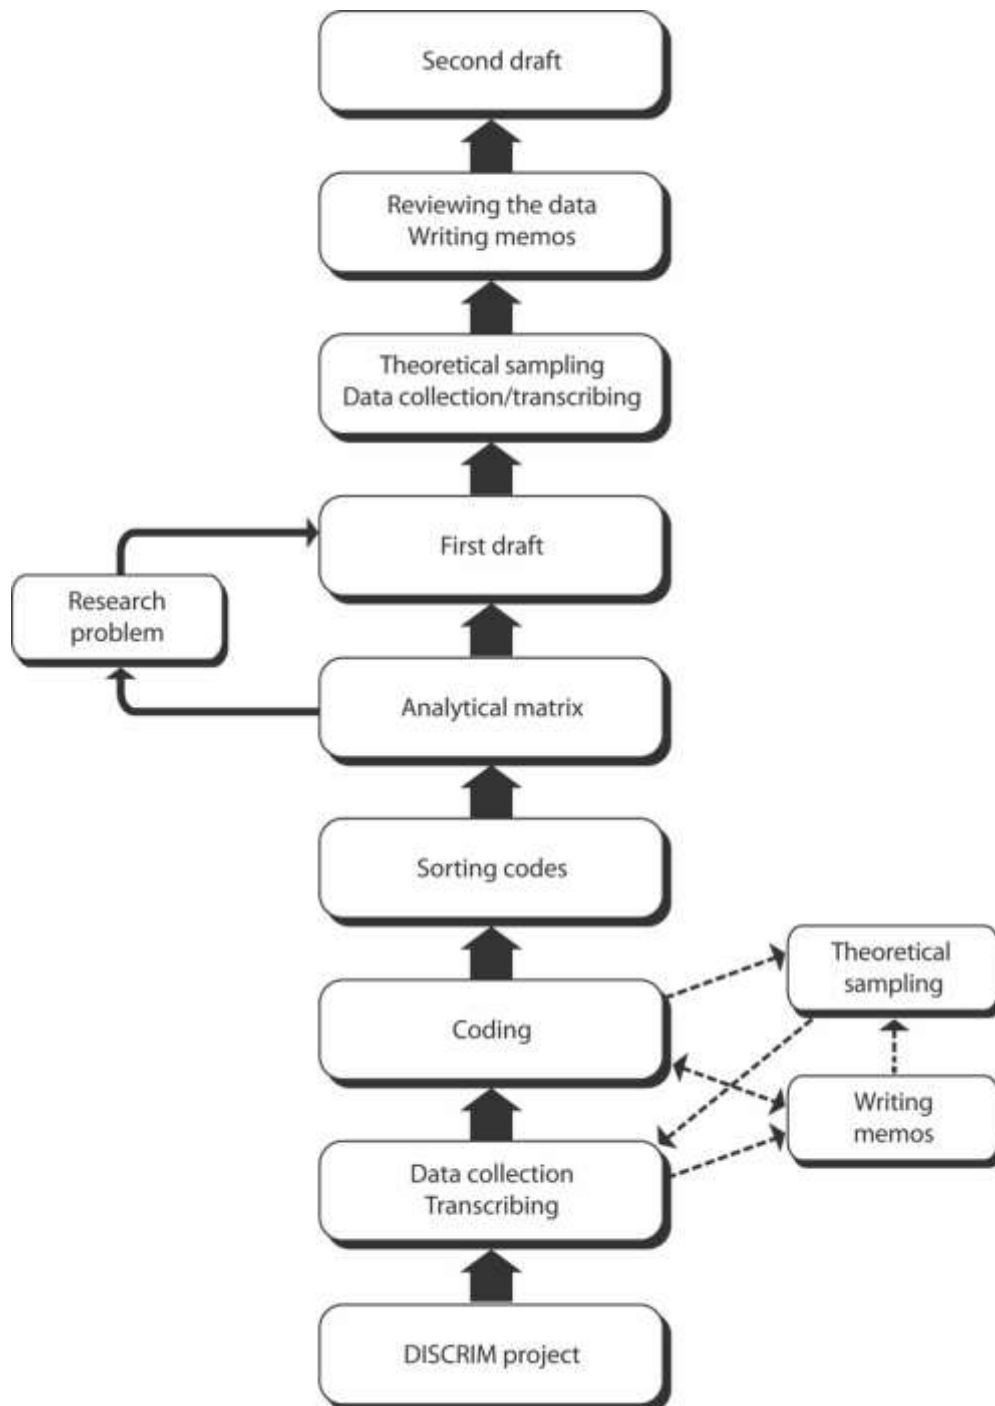 Second draft
Reviewing the data
Writing memos
Theoretical sampling
Data collection/transcribing
First draft
Research
problem
Analytical matrix
Sorting codes
Theoretical
sampling
Coding
Writing
memos
Data collection
Transcribing
DISCRIM project